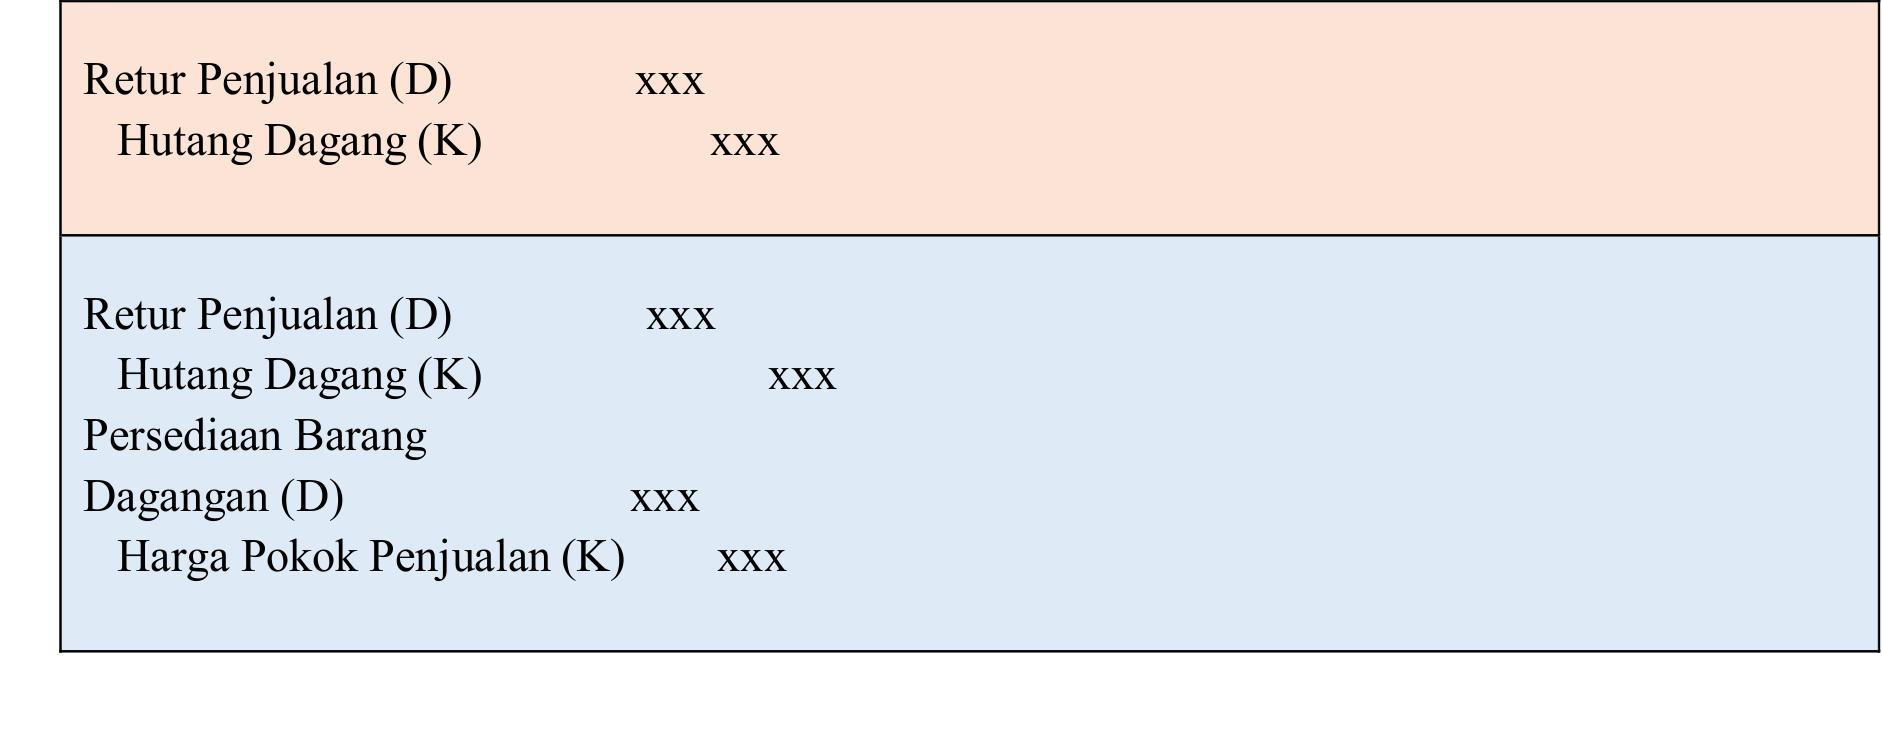 Retur Penjualan (D) xxx
Hutang Dagang (K) xxx
Retur Penjualan (D) xxx
Hutang Dagang (K) xxx
Persediaan Barang
Dagangan (D) xxx
Harga Pokok Penjualan (K) xxx